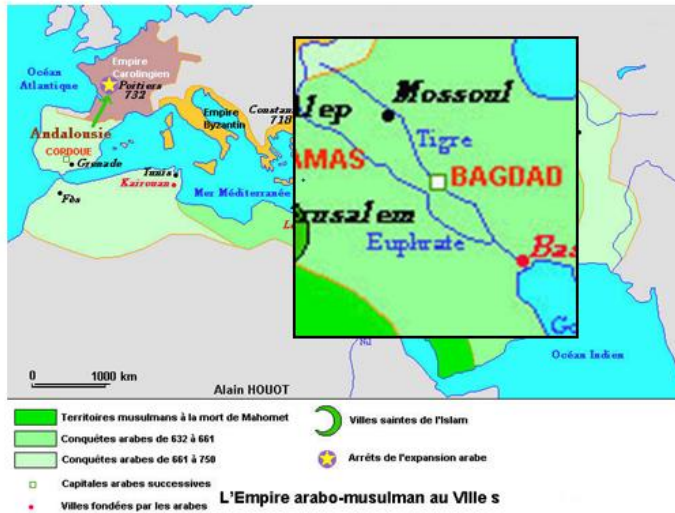 Océan
Atlantique
Empire
Carolingien
Poitiers
732
Andalousie
CORDOUE
Grenade
Fès
Tunis
Kairouan
Empire
Byzantin
718
Mer Méditerranée
Mossoul
Tigre
BAGDAD
Euphrate
Océan Indien
0 1000 km
Alain HOUOT
Territoires musulmans à la mort de Mahomet
Conquêtes arabes de 632 à 661
Conquêtes arabes de 661 à 750
Capitales arabes successives
Villes fondées par les arabes
Villes saintes de l'Islam
Arrêts de l'expansion arabe
L'Empire arabo-musulman au VIIIe s